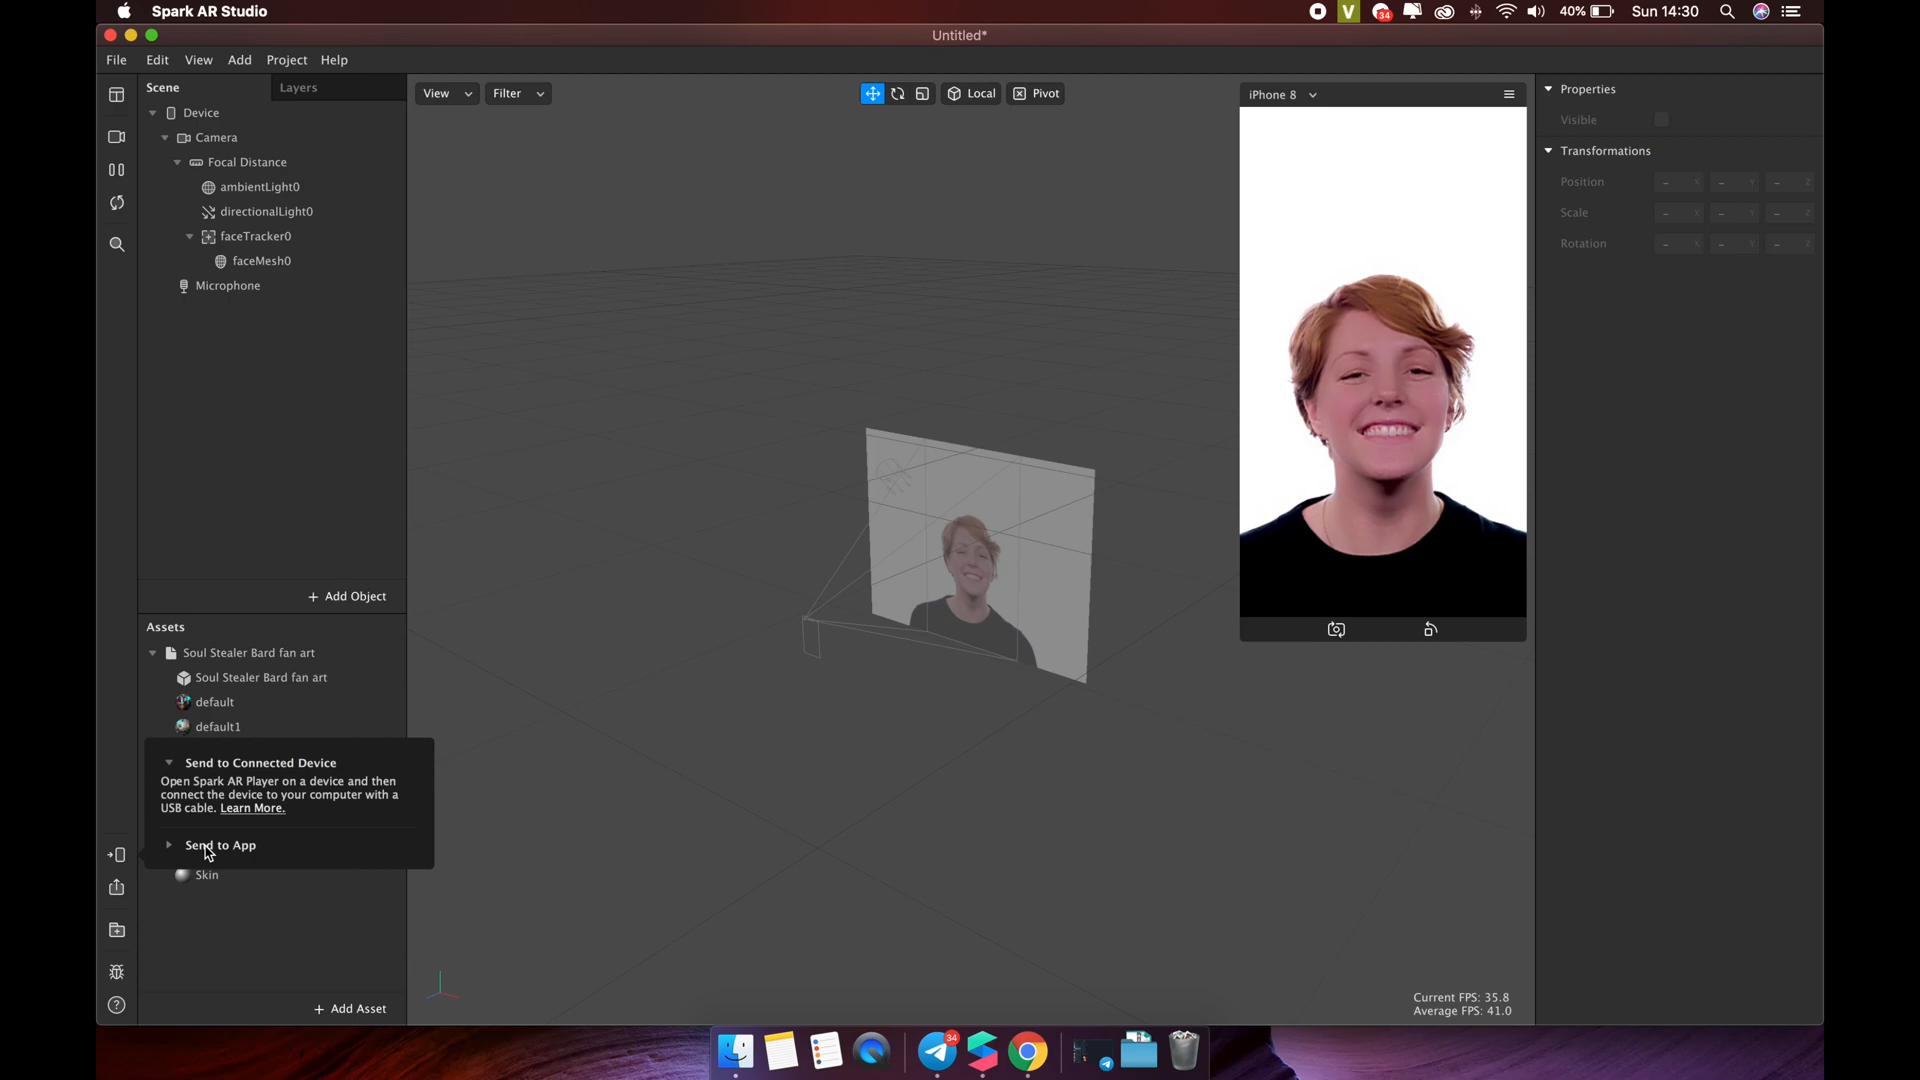 Spark AR Studio
V
34
40%
Sun 14:30
Untitled*
File Edit View Add Project Help
Scene
Layers
Device
Camera
Focal Distance
ambientLight0
directionalLight0
faceTracker0
faceMesh0
Microphone
+ Add Object
Assets
Soul Stealer Bard fan art
Soul Stealer Bard fan art
default
default1
Send to Connected Device
Open Spark AR Player on a device and then
connect the device to your computer with a
USB cable. Learn More.
Send to App
Skin
+ Add Asset
View
Filter
Local
Pivot
iPhone 8
Current FPS: 35.8
Average FPS: 41.0
Properties
Visible
Transformations
Position – X – Y – Z
Scale – X – Y – Z
Rotation – X – Y – Z
34